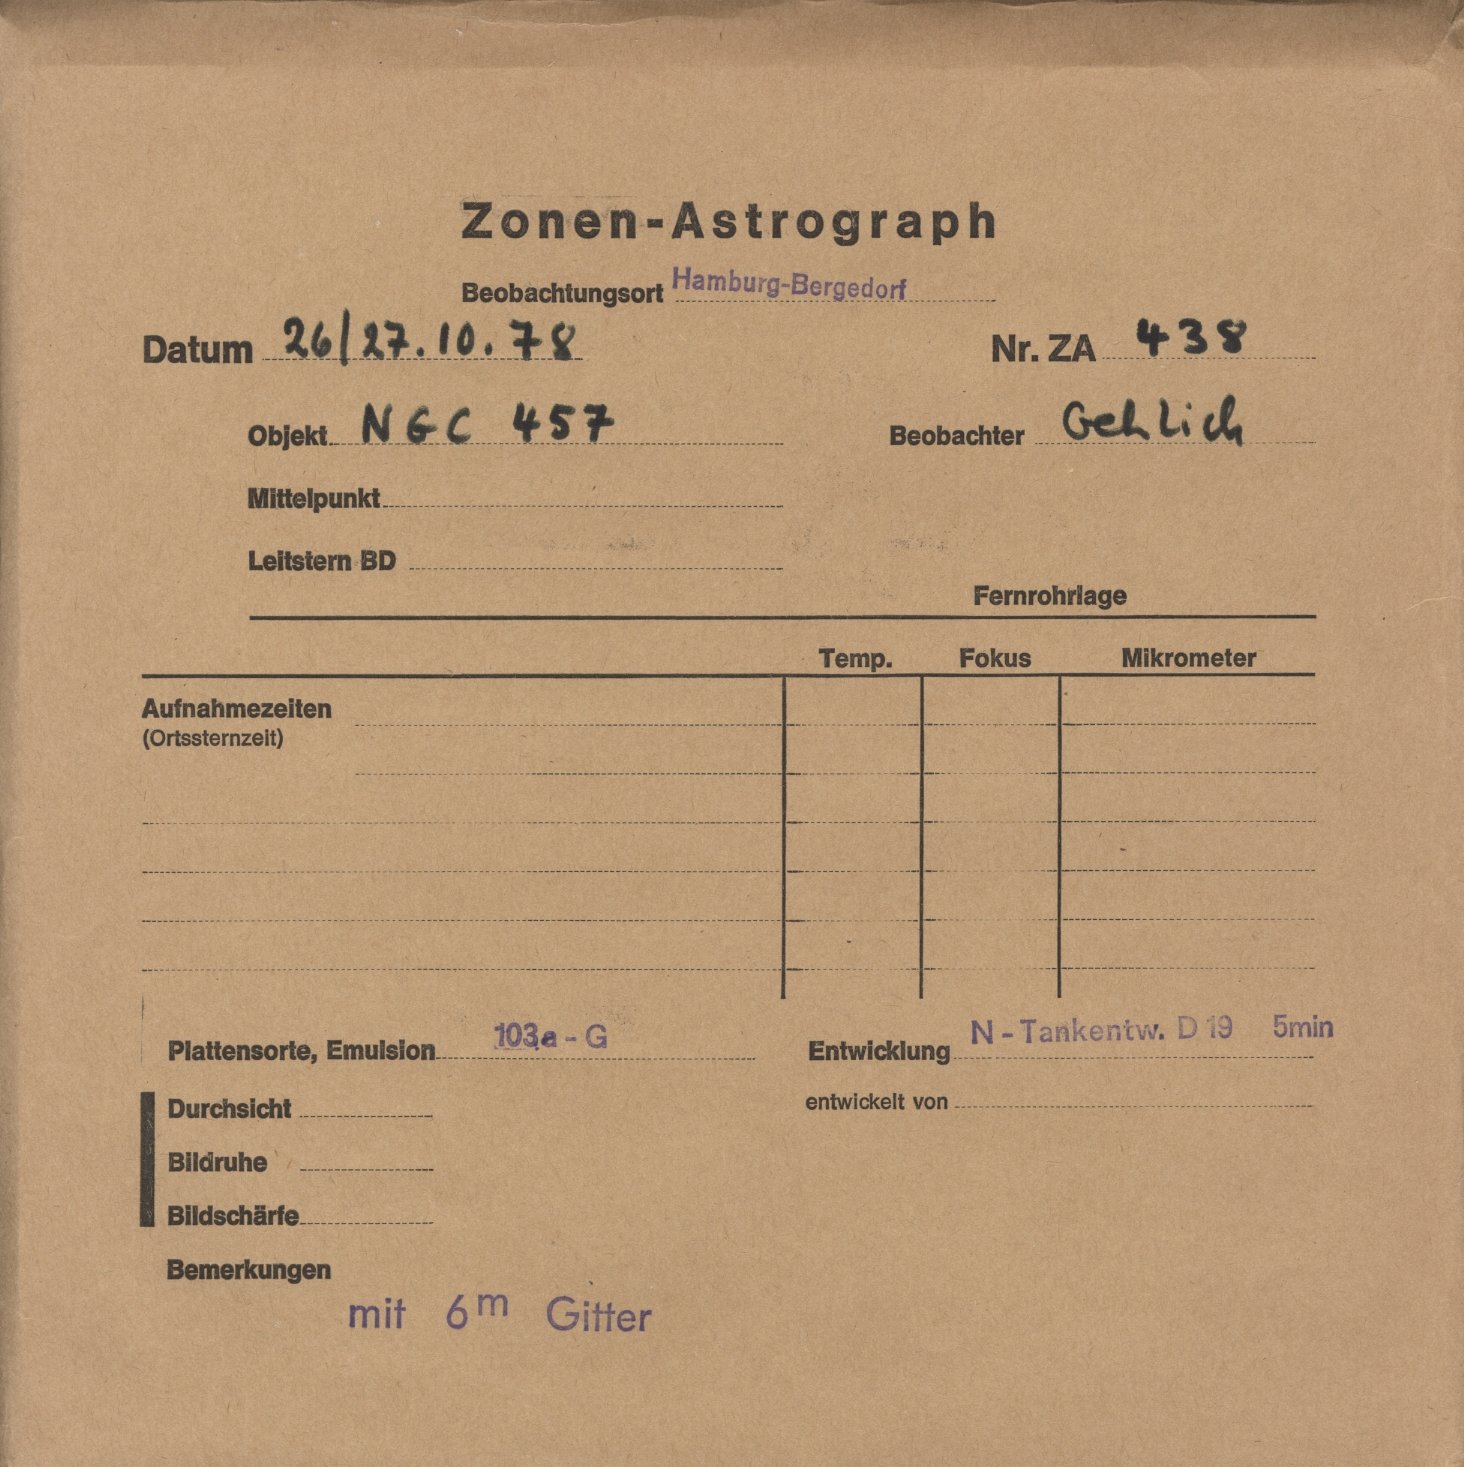 Zonen-Astrograph
Beobachtungsort Hamburg-Bergedorf
Datum 26/27.10.78 Nr. ZA 438
Objekt NGC 457 Beobachter Gehlich
Mittelpunkt
Leitstern BD
Fernrohrlage
Temp. Fokus Mikrometer
Aufnahmezeiten
(Ortssternzeit)
Plattensorte, Emulsion 103a-G Entwicklung N-Tankentw. D19 5min
Durchsicht entwickelt von
Bildruhe
Bildschärfe
Bemerkungen
mit 6m Gitter